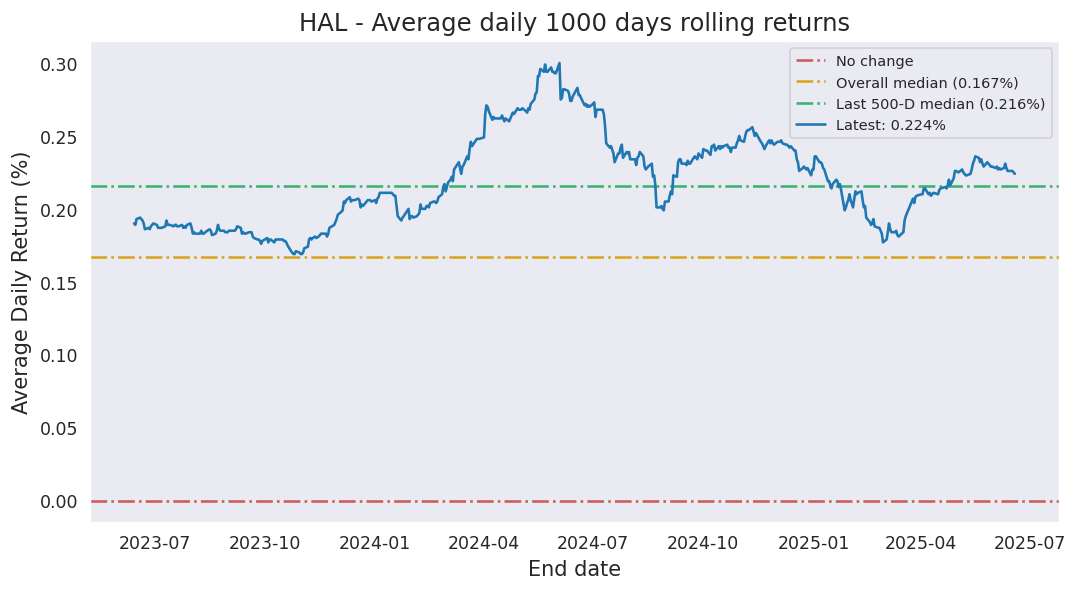 HAL - Average daily 1000 days rolling returns
No change
Overall median (0.167%)
Last 500-D median (0.216%)
Latest: 0.224%
Average Daily Return (%)
0.30
0.25
0.20
0.15
0.10
0.05
0.00
2023-07 2023-10 2024-01 2024-04 2024-07 2024-10 2025-01 2025-04 2025-07
End date